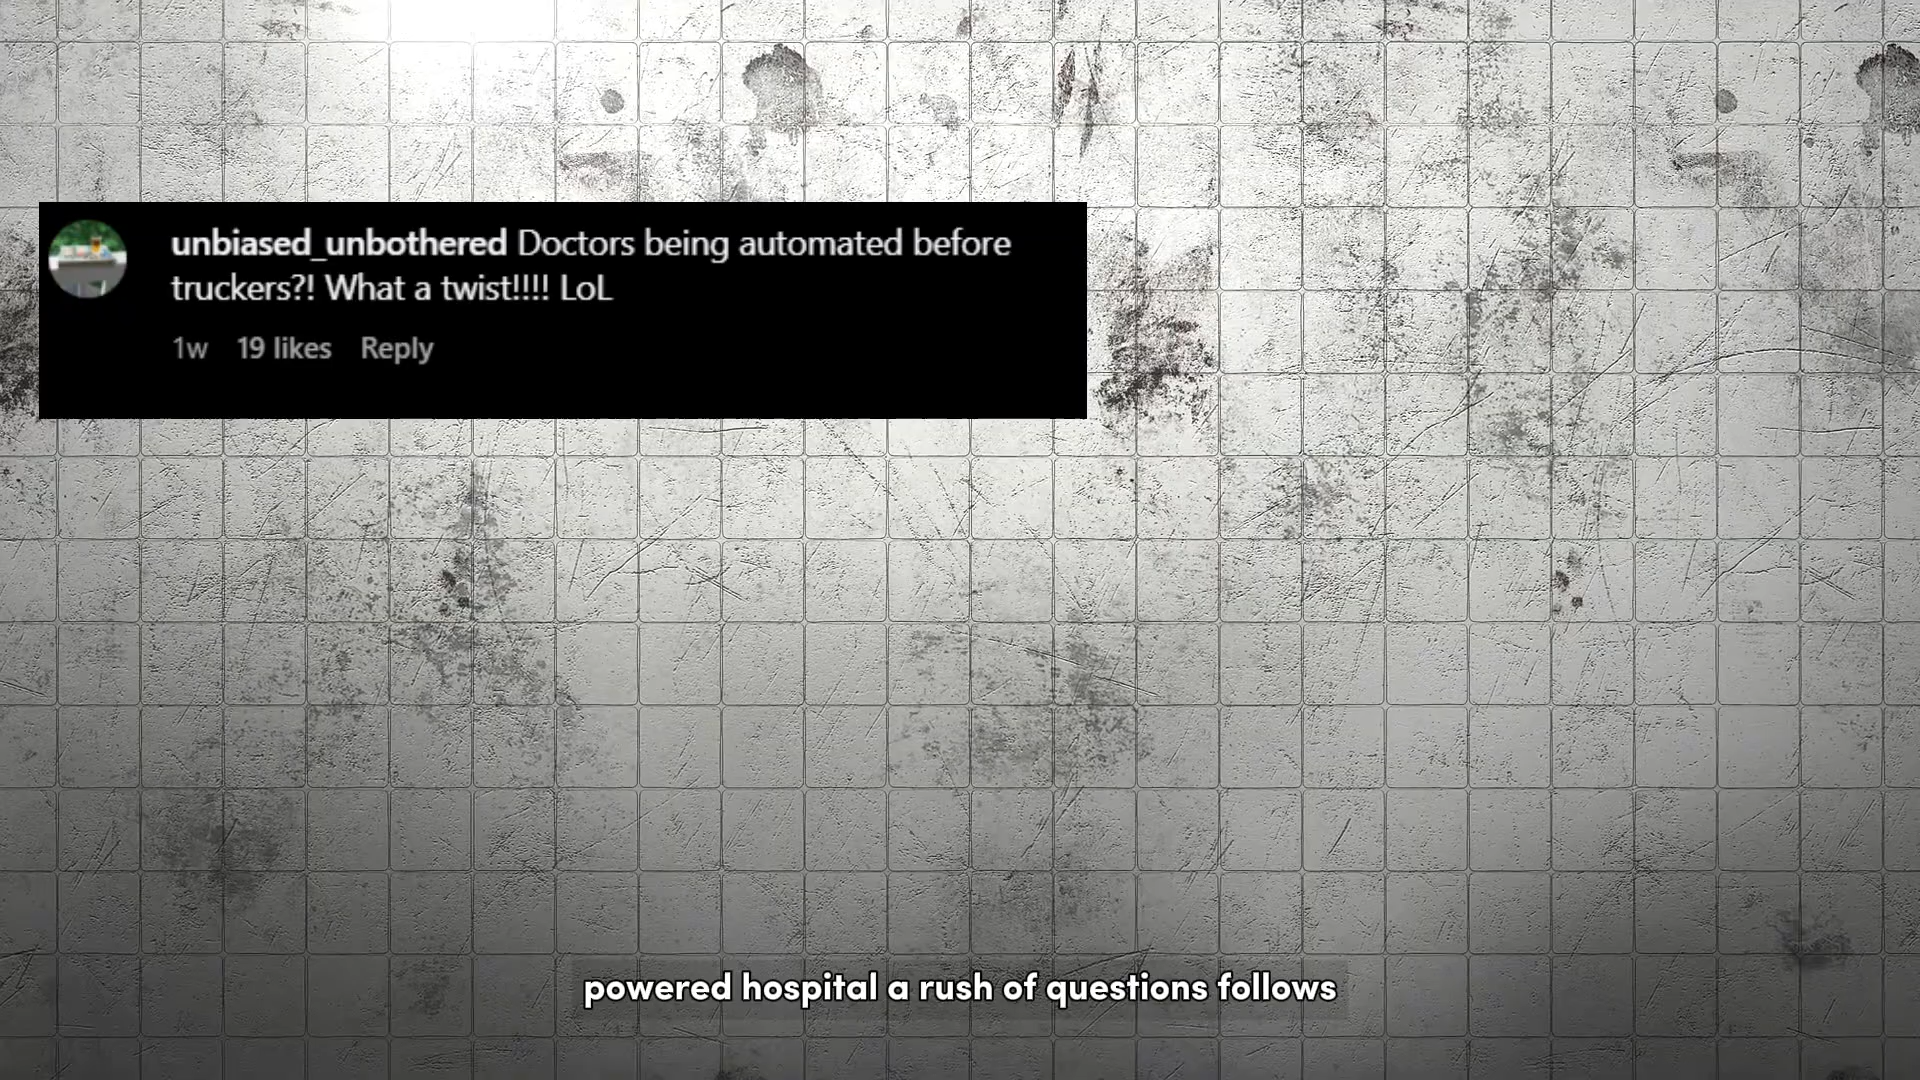 unbiased_unbothered Doctors being automated before
truckers?! What a twist!!!! LoL
1w 19 likes Reply
powered hospital a rush of questions follows